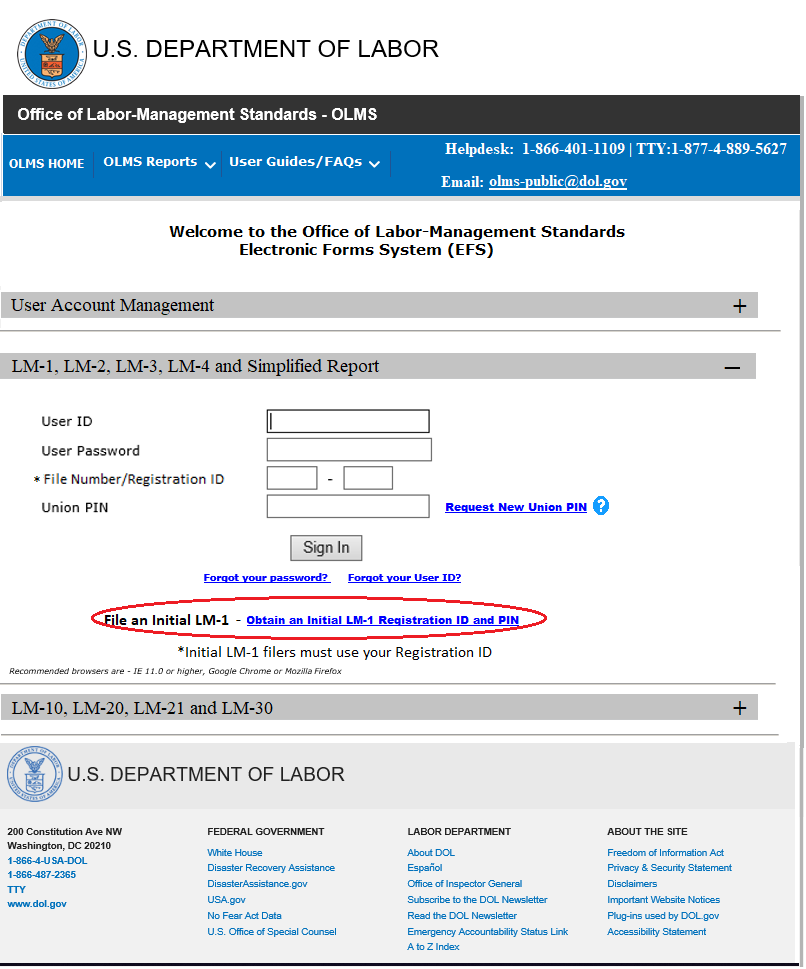 U.S. DEPARTMENT OF LABOR
Office of Labor-Management Standards - OLMS
OLMS HOME
OLMS Reports
User Guides/FAQs
Helpdesk: 1-866-401-1109 | TTY:1-877-4-889-5627
Email: olms-public@dol.gov
Welcome to the Office of Labor-Management Standards
Electronic Forms System (EFS)
User Account Management +
LM-1, LM-2, LM-3, LM-4 and Simplified Report —
User ID
User Password
* File Number/Registration ID -
Union PIN
Request New Union PIN ?
Sign In
Forgot your password? Forgot your User ID?
File an Initial LM-1 - Obtain an Initial LM-1 Registration ID and PIN
*Initial LM-1 filers must use your Registration ID
Recommended browsers are - IE 11.0 or higher, Google Chrome or Mozilla Firefox
LM-10, LM-20, LM-21 and LM-30 +
U.S. DEPARTMENT OF LABOR
200 Constitution Ave NW
Washington, DC 20210
1-866-4-USA-DOL
1-866-487-2365
TTY
www.dol.gov
FEDERAL GOVERNMENT
White House
Disaster Recovery Assistance
DisasterAssistance.gov
USA.gov
No Fear Act Data
U.S. Office of Special Counsel
LABOR DEPARTMENT
About DOL
Español
Office of Inspector General
Subscribe to the DOL Newsletter
Read the DOL Newsletter
Emergency Accountability Status Link
A to Z Index
ABOUT THE SITE
Freedom of Information Act
Privacy & Security Statement
Disclaimers
Important Website Notices
Plug-ins used by DOL.gov
Accessibility Statement